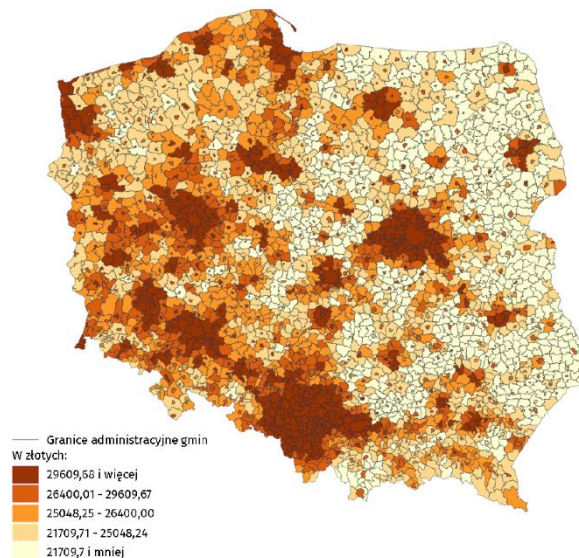 Granice administracyjne gmin
W złotych:
29609,68 i więcej
26400,01 - 29609,67
25048,25 - 26400,00
21709,71 - 25048,24
21709,7 i mniej